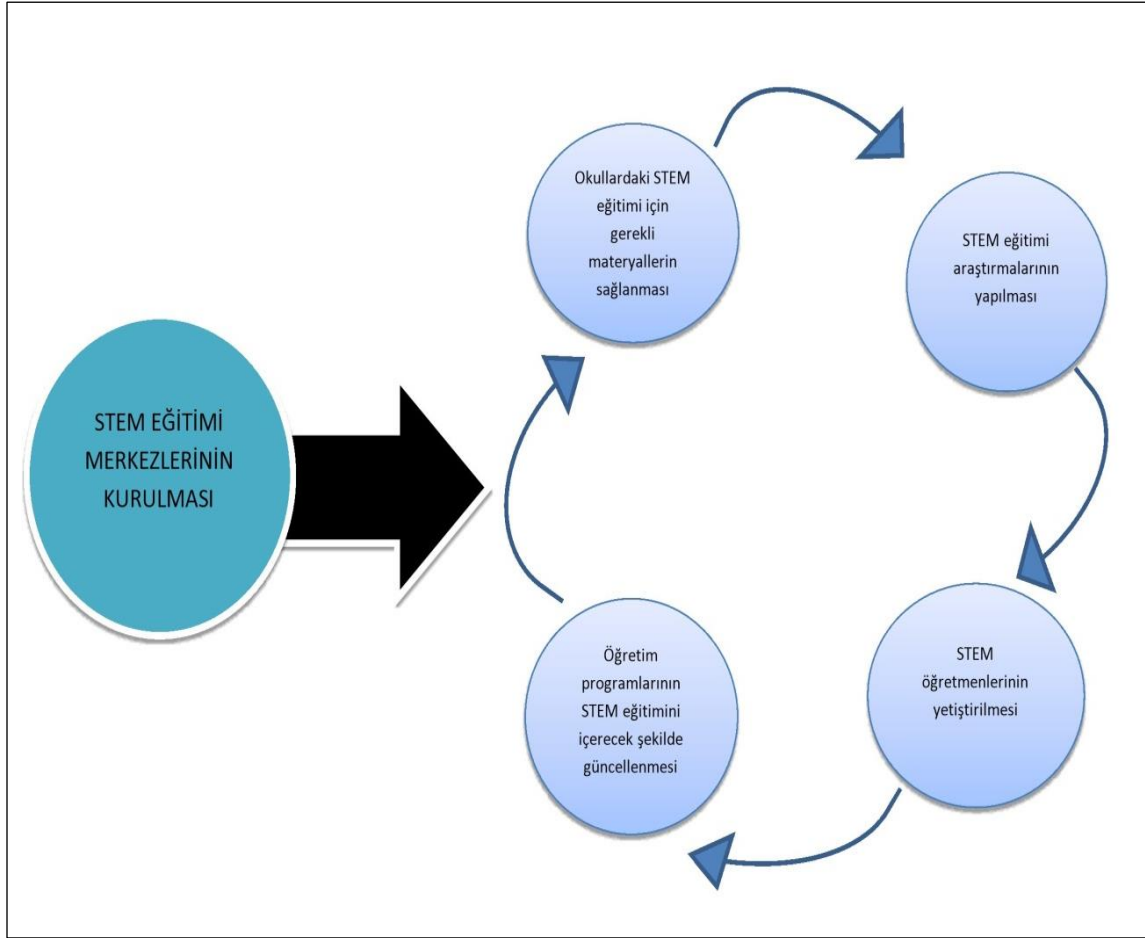 STEM EĞİTİMİ
MERKEZLERİNİN
KURULMASI
Okullardaki STEM
eğitimi için
gerekli
materyallerin
sağlanması
STEM eğitimi
araştırmalarının
yapılması
STEM
öğretmenlerinin
yetiştirilmesi
Öğretim
programlarının
STEM eğitimini
içerecek şekilde
güncellenmesi